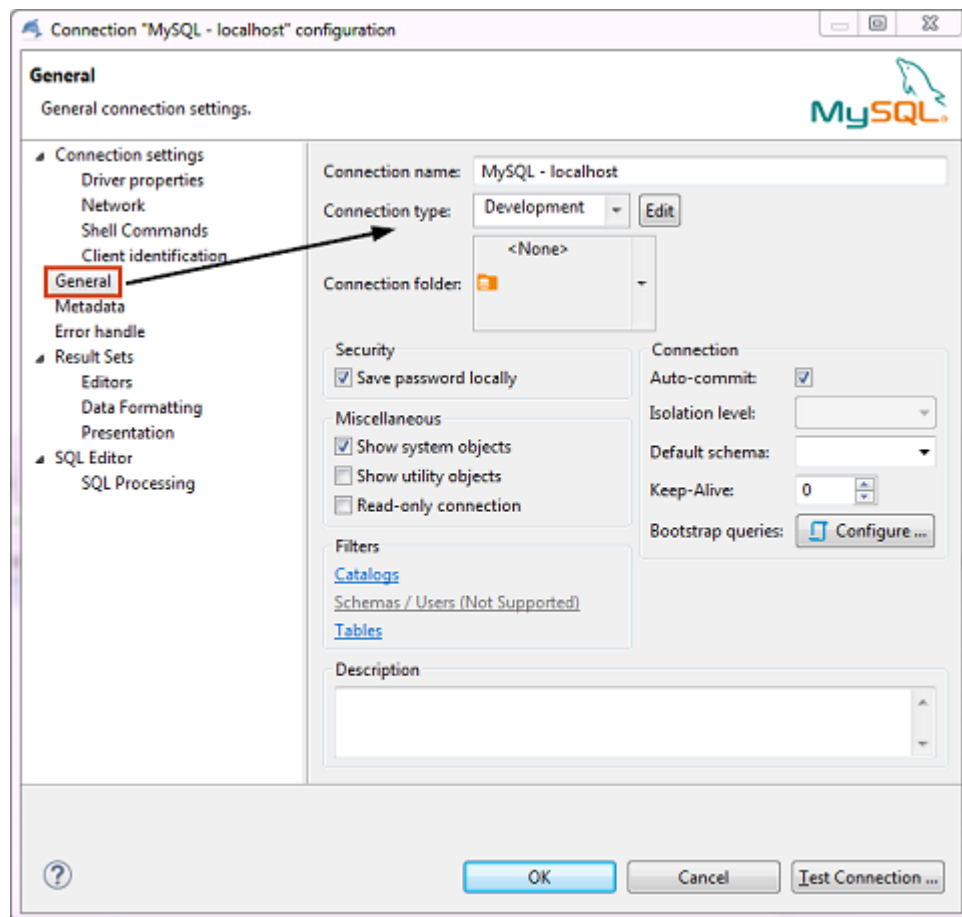 Connection "MySQL - localhost" configuration
General
General connection settings.
MySQL
Connection settings
Driver properties
Network
Shell Commands
Client identification
General
Metadata
Error handle
Result Sets
Editors
Data Formatting
Presentation
SQL Editor
SQL Processing
Connection name: MySQL - localhost
Connection type: Development Edit
<None>
Connection folder:
Security
Save password locally
Miscellaneous
Show system objects
Show utility objects
Read-only connection
Filters
Catalogs
Schemas / Users (Not Supported)
Tables
Connection
Auto-commit:
Isolation level:
Default schema:
Keep-Alive: 0
Bootstrap queries: Configure ...
Description
? OK Cancel Test Connection ...